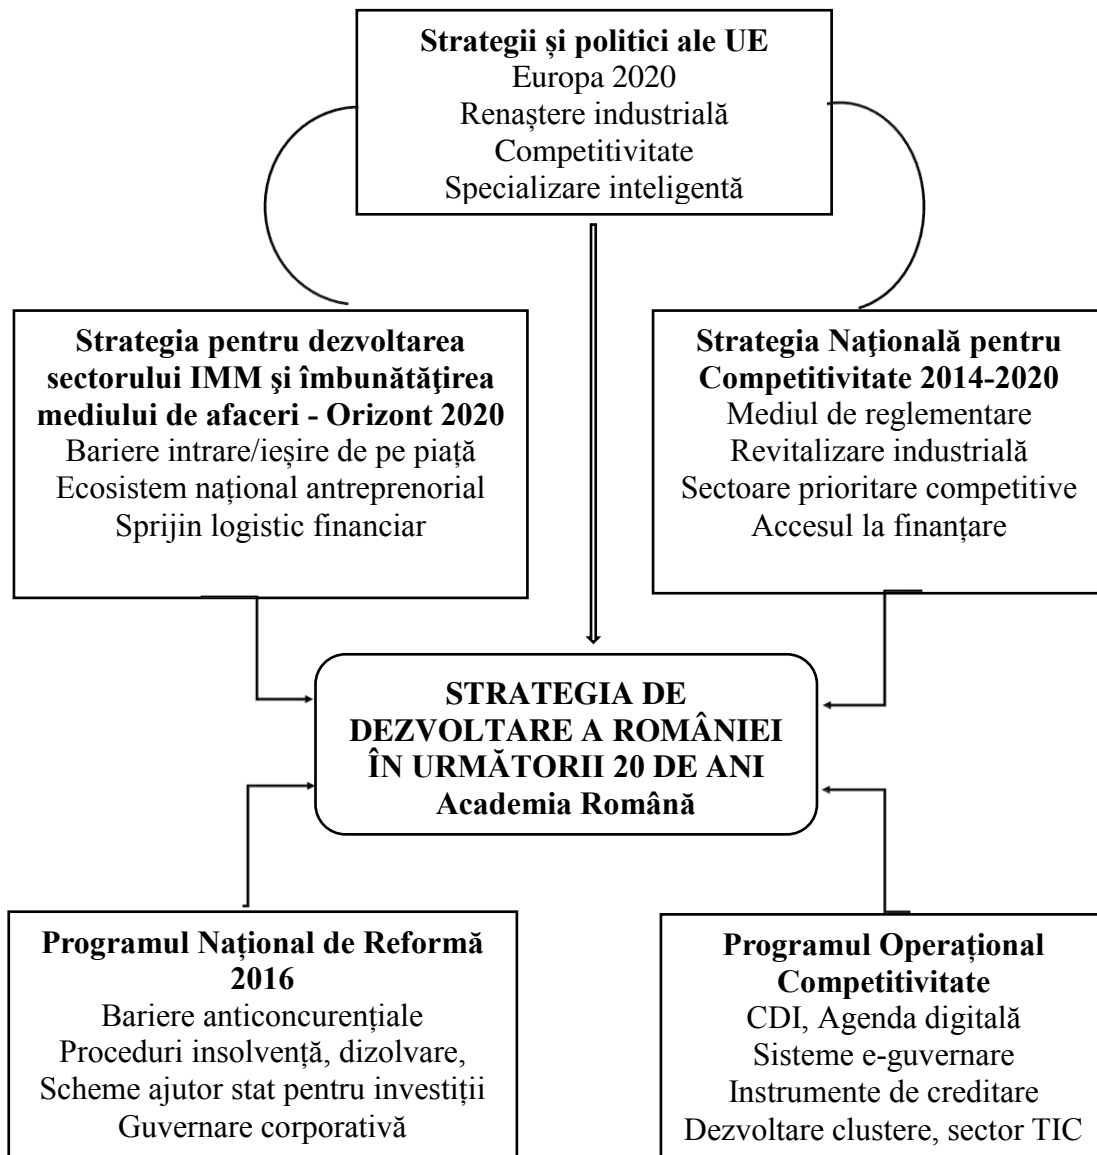 Strategii și politici ale UE
Europa 2020
Renaștere industrială
Competitivitate
Specializare inteligentă
Strategia pentru dezvoltarea
sectorului IMM şi îmbunătăţirea
mediului de afaceri - Orizont 2020
Bariere intrare/ieșire de pe piață
Ecosistem național antreprenorial
Sprijin logistic financiar
Strategia Naţională pentru
Competitivitate 2014-2020
Mediul de reglementare
Revitalizare industrială
Sectoare prioritare competitive
Accesul la finanțare
STRATEGIA DE
DEZVOLTARE A ROMÂNIEI
ÎN URMĂTORII 20 DE ANI
Academia Română
Programul Național de Reformă
2016
Bariere anticoncurențiale
Proceduri insolvență, dizolvare,
Scheme ajutor stat pentru investiții
Guvernare corporativă
Programul Operațional
Competitivitate
CDI, Agenda digitală
Sisteme e-guvernare
Instrumente de creditare
Dezvoltare clustere, sector TIC